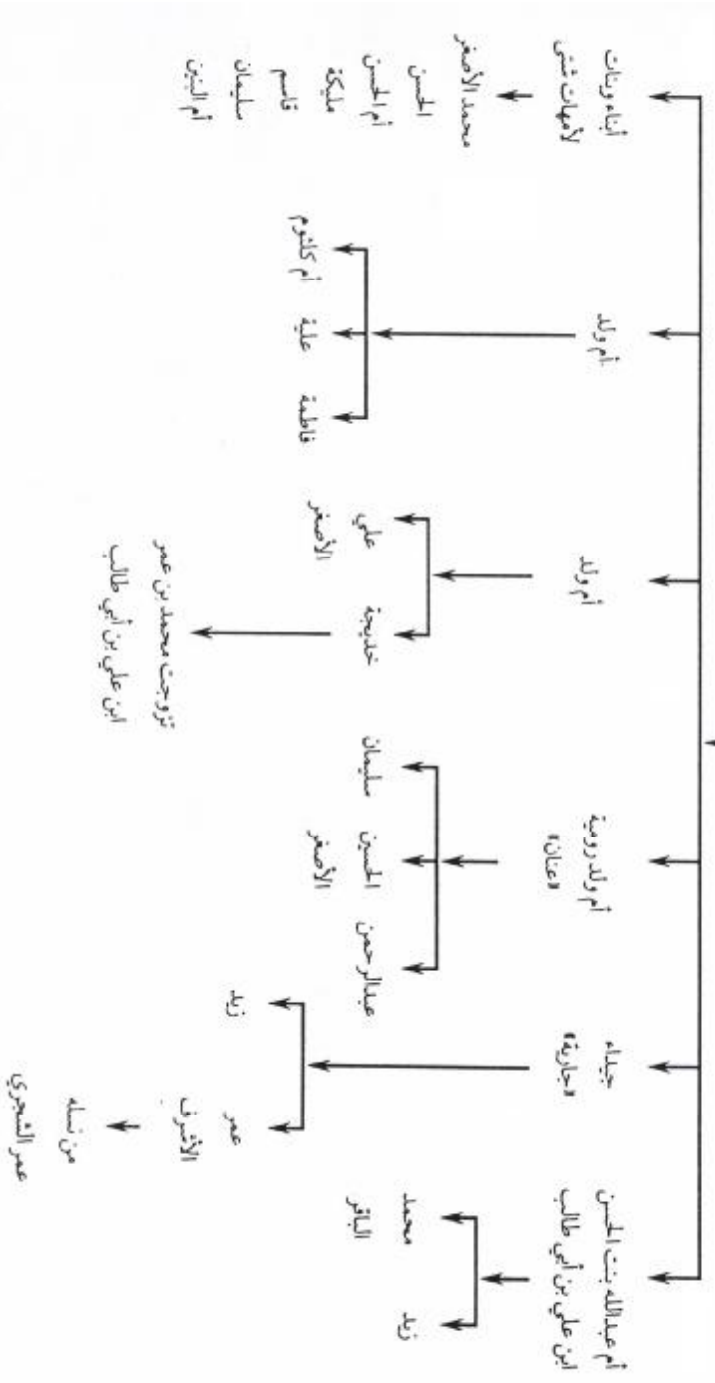 أم عبدالله بنت الحسن
ابن علي بن أبي طالب
محمد
الباقر
زيد
جيداء
«جارية»
زيد
عمر
الأشرف
من نسله
عمر الشجري
أم ولد رومية
«عنان»
سليمان
الحسين
الأصغر
عبدالرحمن
أم ولد
علي
الأصغر
خديجة
تزوجت محمد بن عمر
ابن علي بن أبي طالب
أم ولد
أم كلثوم
علية
فاطمة
أبناء وبنات
لأمهات شتى
محمد الأصغر
الحسن
أم الحسن
مليكة
قاسم
سليمان
أم البنين